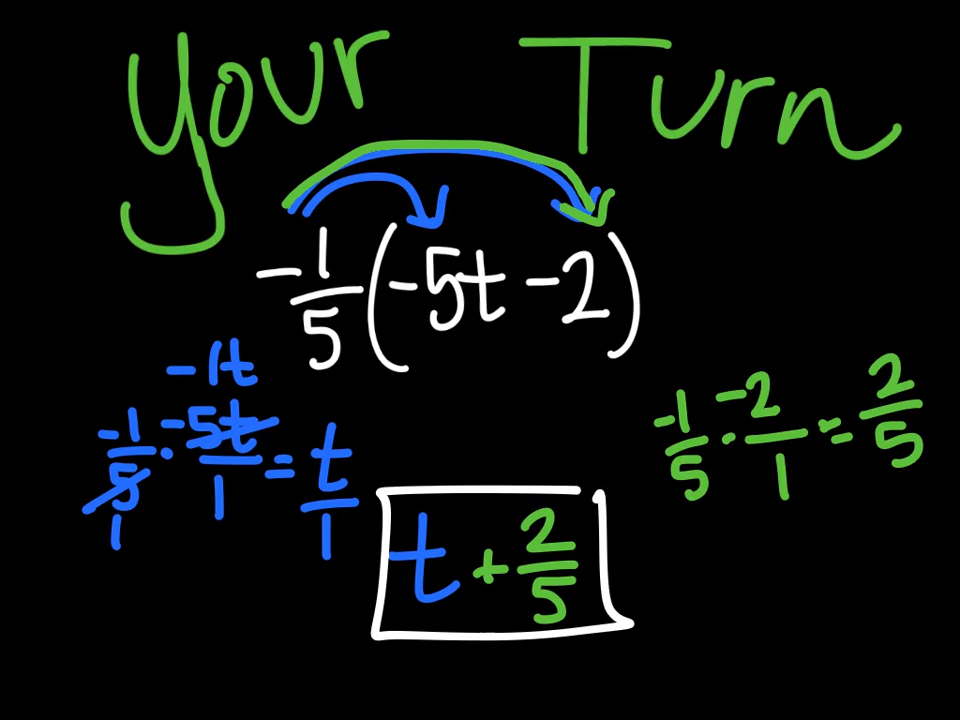 Your Turn
-1/5(-5t -2)
-1t
-1/5 · -5t/1 = t/1
1
-1/5 · -2/1 = 2/5
t + 2/5